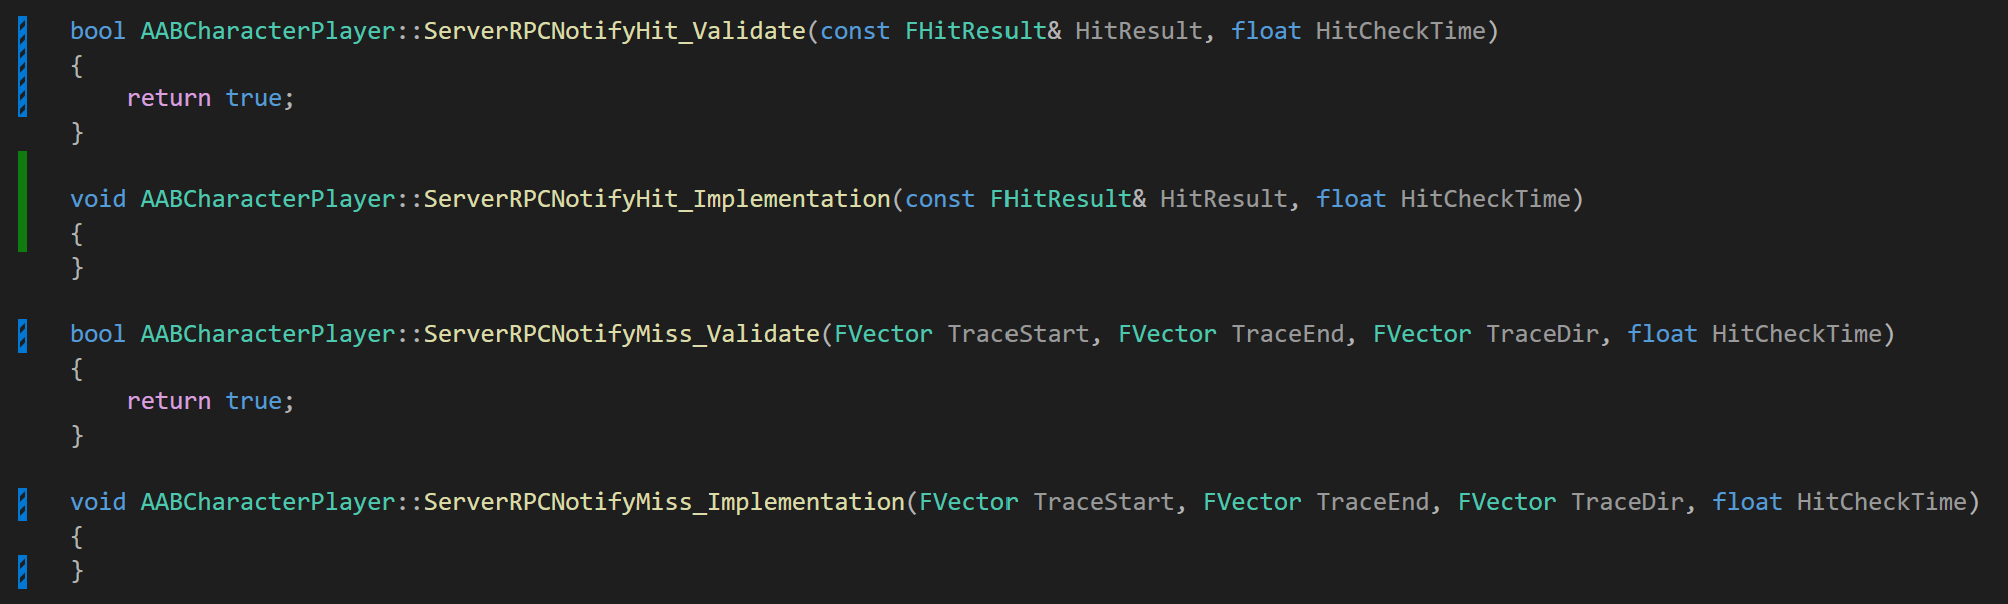 bool AABCharacterPlayer::ServerRPCNotifyHit_Validate(const FHitResult& HitResult, float HitCheckTime)
{
    return true;
}
void AABCharacterPlayer::ServerRPCNotifyHit_Implementation(const FHitResult& HitResult, float HitCheckTime)
{
}
bool AABCharacterPlayer::ServerRPCNotifyMiss_Validate(FVector TraceStart, FVector TraceEnd, FVector TraceDir, float HitCheckTime)
{
    return true;
}
void AABCharacterPlayer::ServerRPCNotifyMiss_Implementation(FVector TraceStart, FVector TraceEnd, FVector TraceDir, float HitCheckTime)
{
}